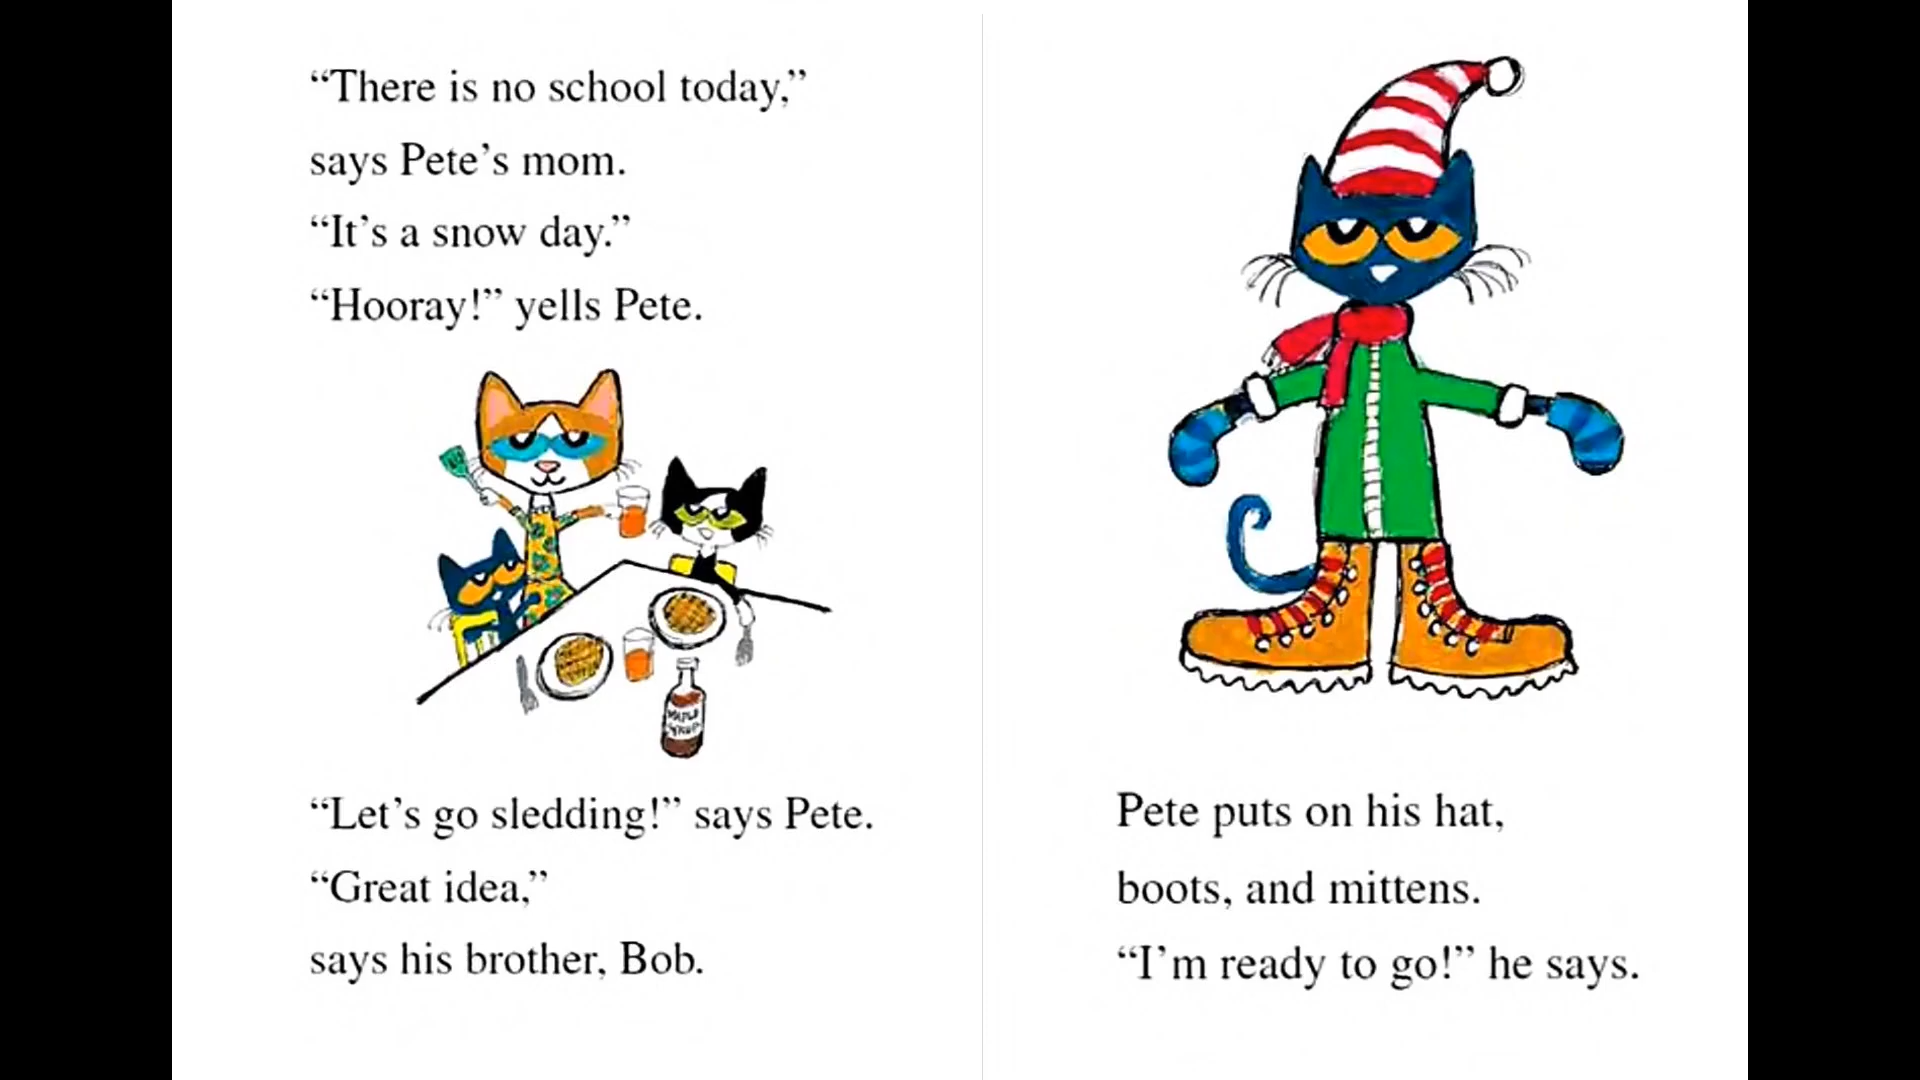 “There is no school today,”
says Pete’s mom.
“It’s a snow day.”
“Hooray!” yells Pete.
MAPLE
SYRUP
“Let’s go sledding!” says Pete.
“Great idea,”
says his brother, Bob.
Pete puts on his hat,
boots, and mittens.
“I’m ready to go!” he says.